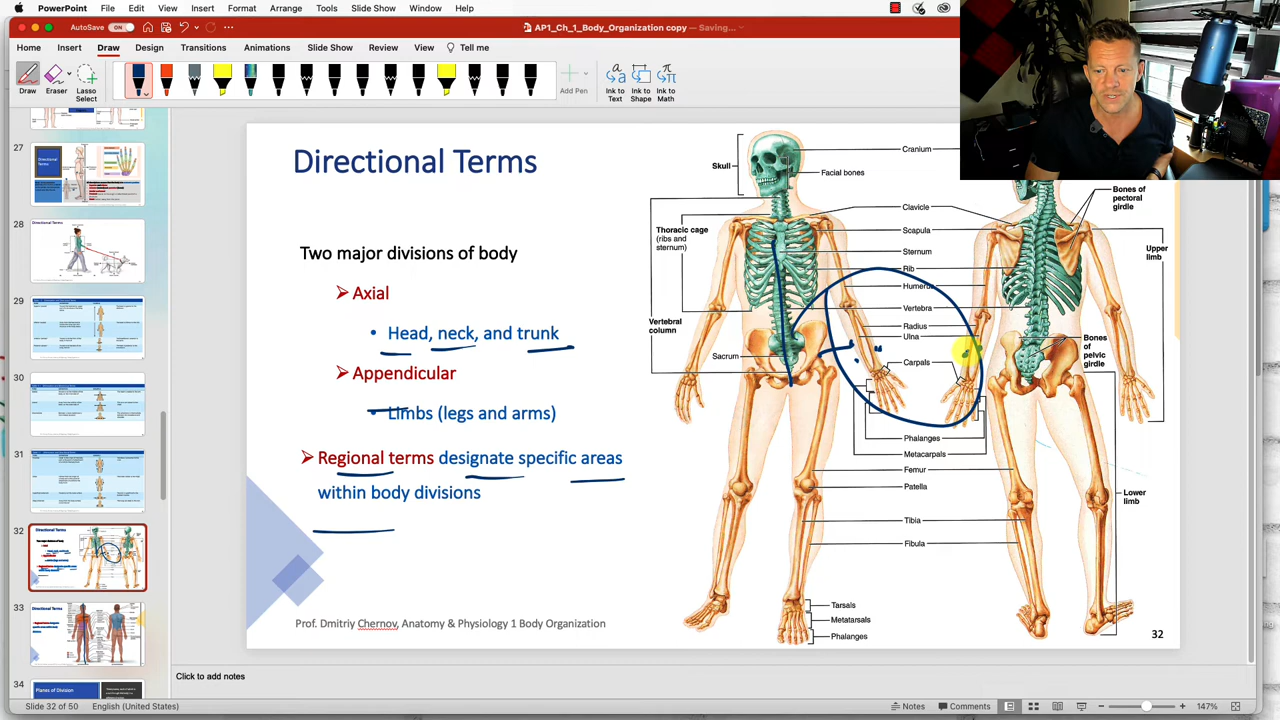 PowerPoint File Edit View Insert Format Arrange Tools Slide Show Window Help
AutoSave ON
AP1_Ch_1_Body_Organization copy — Saving...
Home Insert Draw Design Transitions Animations Slide Show Review View Tell me
Draw
Eraser
Lasso
Select
Add Pen
Ink to
Text
Ink to
Shape
Ink to
Math
27
28
29
30
31
32
33
34
Directional Terms
Two major divisions of body
Axial
Head, neck, and trunk
Appendicular
Limbs (legs and arms)
Regional terms designate specific areas
within body divisions
Prof. Dmitriy Chernov, Anatomy & Physiology 1 Body Organization
Skull
Cranium
Facial bones
Clavicle
Thoracic cage
(ribs and
sternum)
Scapula
Sternum
Rib
Humerus
Vertebral
column
Vertebra
Radius
Ulna
Sacrum
Carpals
Phalanges
Metacarpals
Femur
Patella
Tibia
Fibula
Tarsals
Metatarsals
Phalanges
Bones of
pectoral
girdle
Upper
limb
Bones
of
pelvic
girdle
Lower
limb
32
Click to add notes
Slide 32 of 50 English (United States) Notes Comments 147%